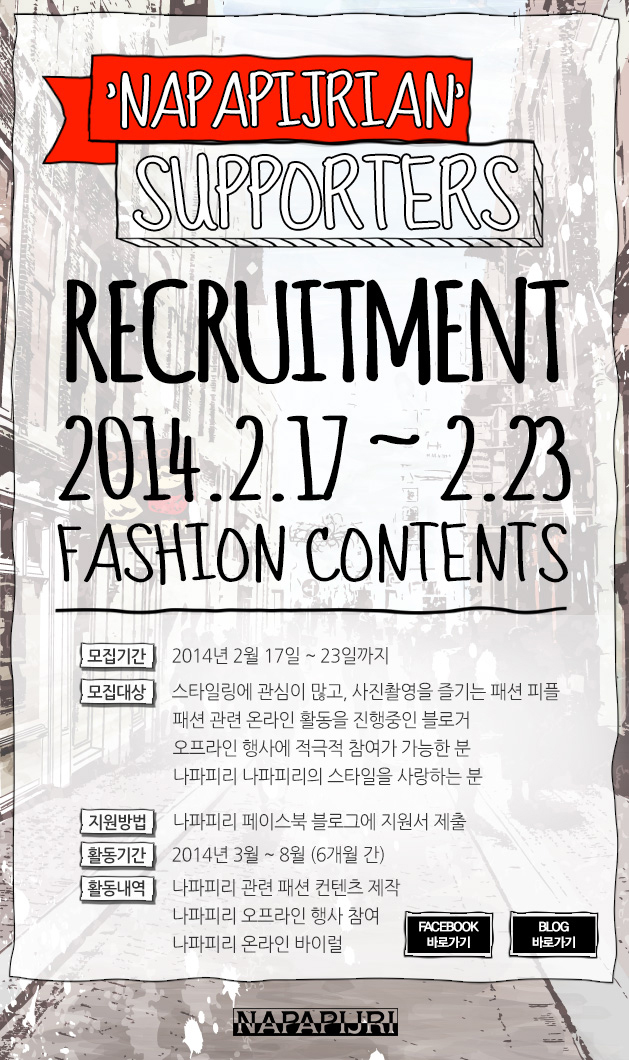 'NAPAPIJRIAN'
SUPPORTERS
RECRUITMENT
2014.2.17 ~ 2.23
FASHION CONTENTS
모집기간 2014년 2월 17일 ~ 23일까지
모집대상 스타일링에 관심이 많고, 사진촬영을 즐기는 패션 피플
패션 관련 온라인 활동을 진행중인 블로거
오프라인 행사에 적극적 참여가 가능한 분
나파피리 나파피리의 스타일을 사랑하는 분
지원방법 나파피리 페이스북 블로그에 지원서 제출
활동기간 2014년 3월 ~ 8월 (6개월 간)
활동내역 나파피리 관련 패션 컨텐츠 제작
나파피리 오프라인 행사 참여
나파피리 온라인 바이럴
FACEBOOK
바로가기
BLOG
바로가기
NAPAPIJRI